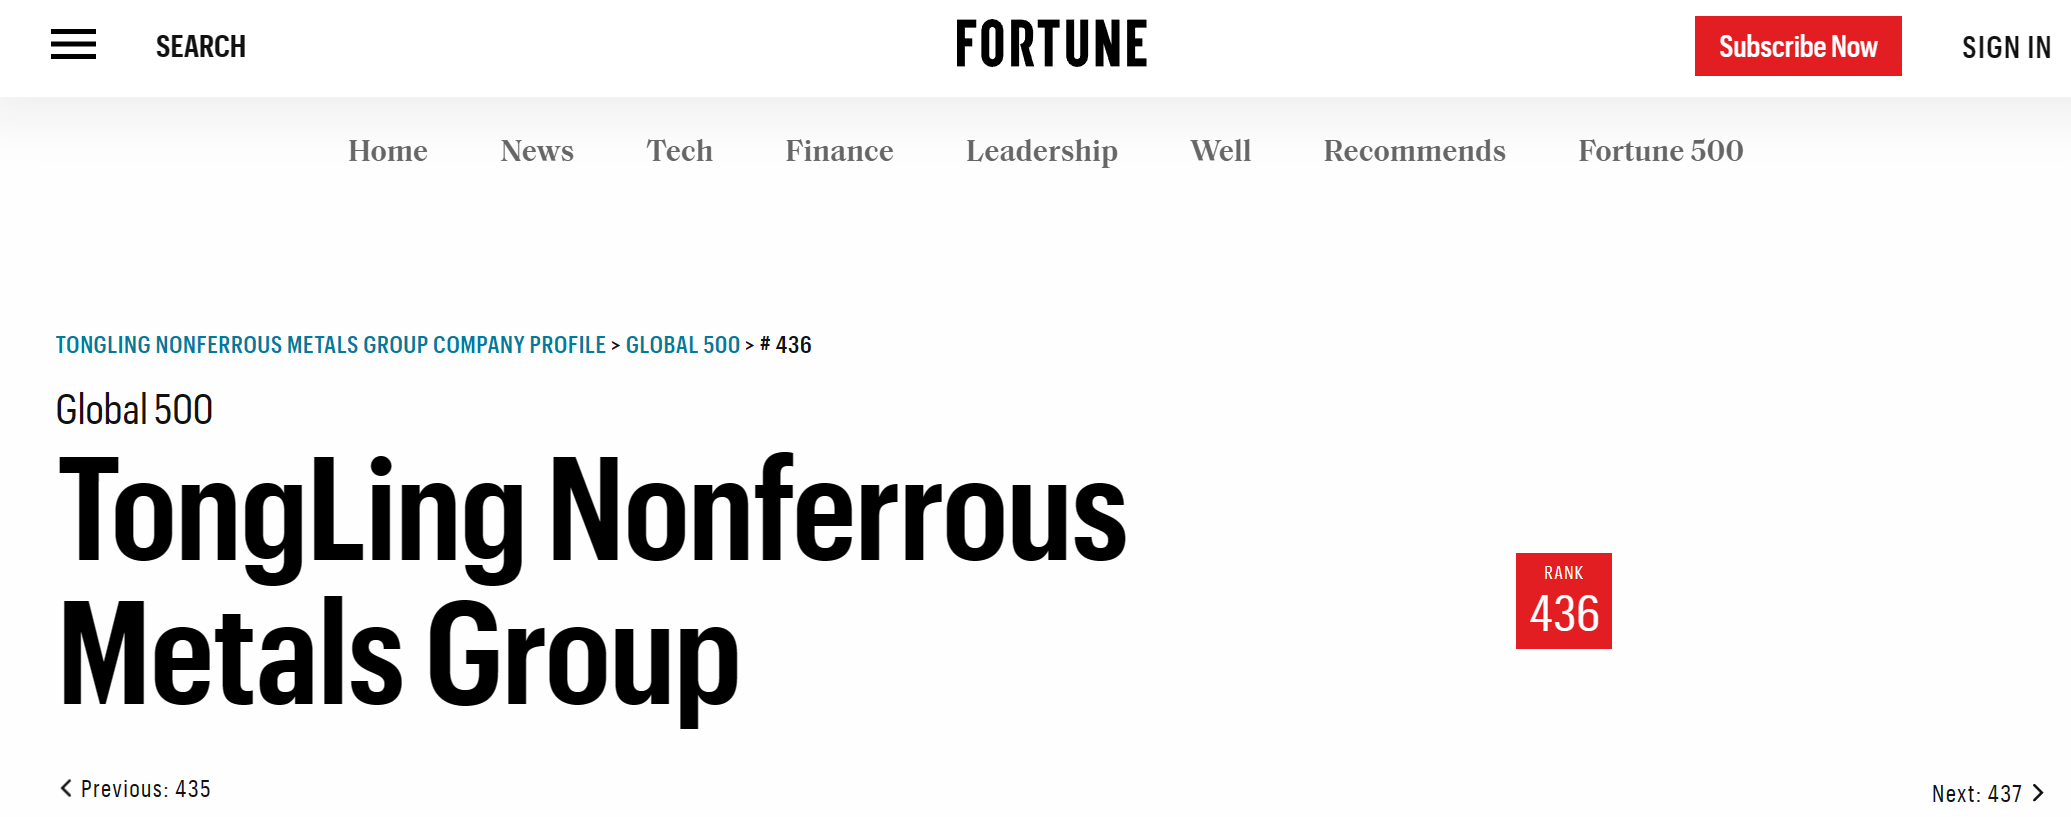 SEARCH
FORTUNE
Subscribe Now
SIGN IN
Home News Tech Finance Leadership Well Recommends Fortune 500
TONGLING NONFERROUS METALS GROUP COMPANY PROFILE > GLOBAL 500 > # 436
Global 500
TongLing Nonferrous
Metals Group
RANK
436
Previous: 435
Next: 437